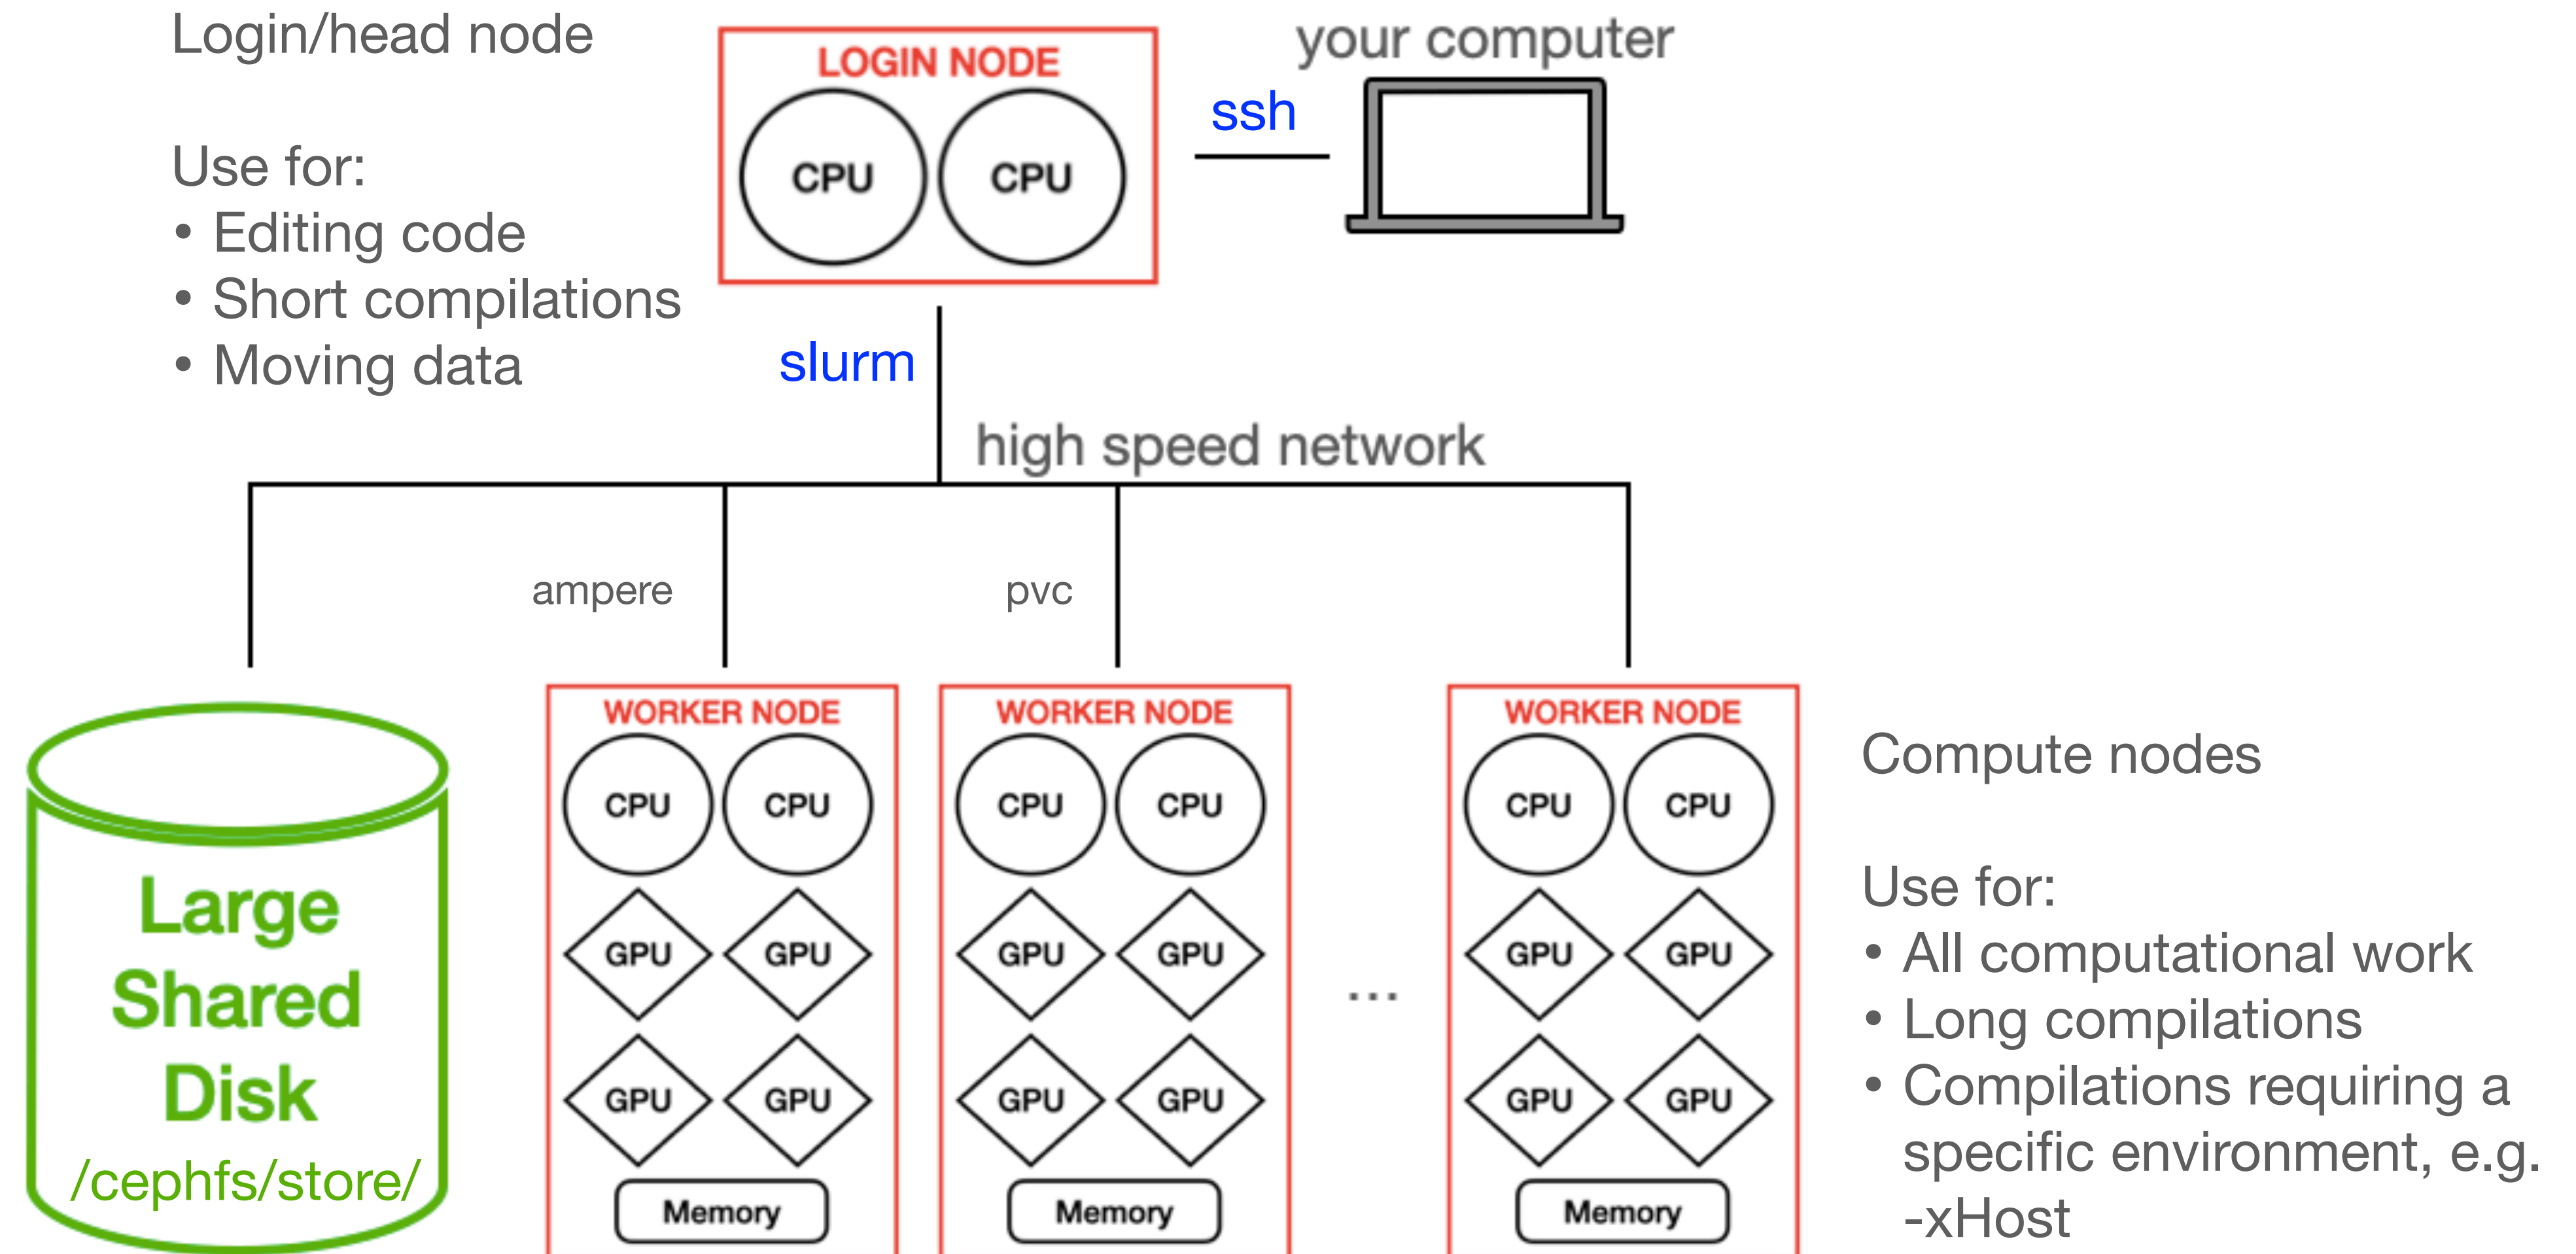 Login/head node
Use for:
• Editing code
• Short compilations
• Moving data
LOGIN NODE
CPU CPU
your computer
ssh
slurm
high speed network
ampere
pvc
Large
Shared
Disk
/cephfs/store/
WORKER NODE
CPU CPU
GPU GPU
GPU GPU
Memory
WORKER NODE
CPU CPU
GPU GPU
GPU GPU
Memory
...
WORKER NODE
CPU CPU
GPU GPU
GPU GPU
Memory
Compute nodes
Use for:
• All computational work
• Long compilations
• Compilations requiring a
specific environment, e.g.
-xHost